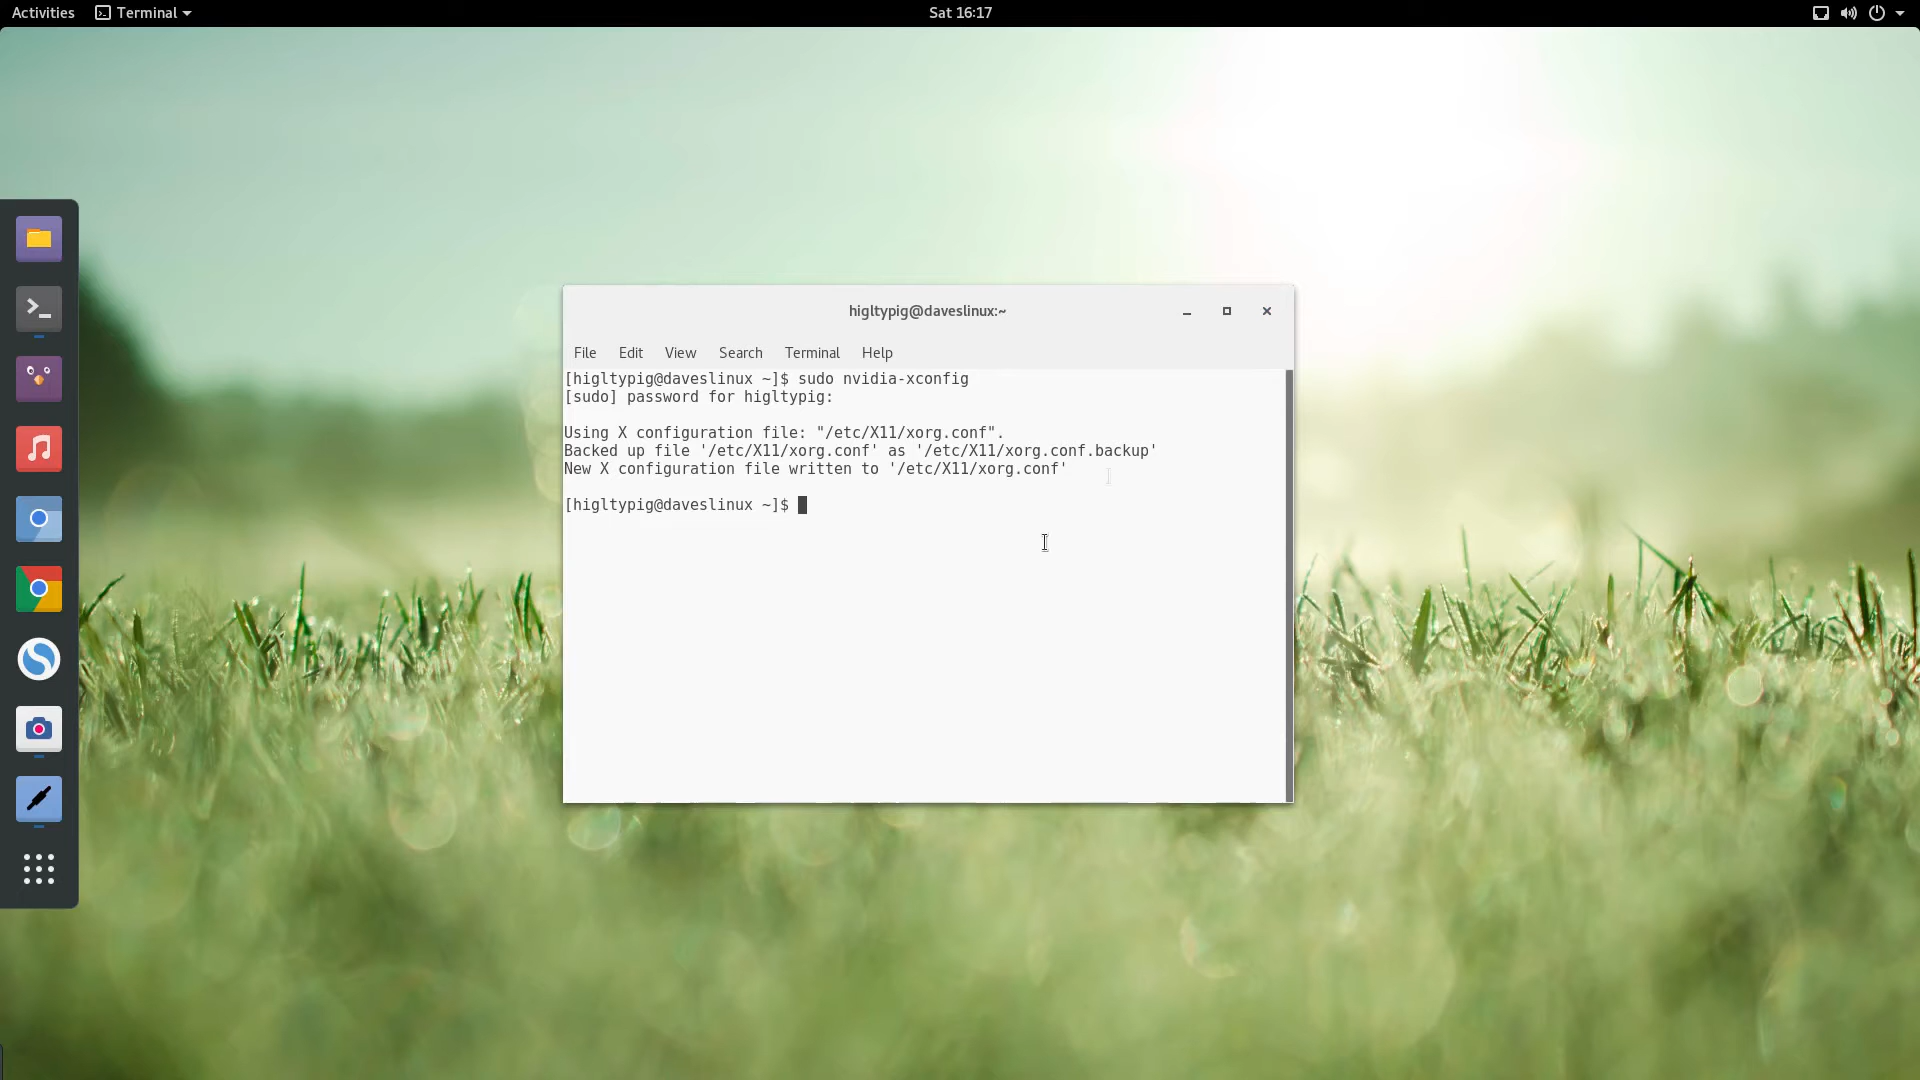 Activities Terminal Sat 16:17
higltypig@daveslinux:~
File Edit View Search Terminal Help
[higltypig@daveslinux ~]$ sudo nvidia-xconfig
[sudo] password for higltypig:
Using X configuration file: "/etc/X11/xorg.conf".
Backed up file '/etc/X11/xorg.conf' as '/etc/X11/xorg.conf.backup'
New X configuration file written to '/etc/X11/xorg.conf'
[higltypig@daveslinux ~]$